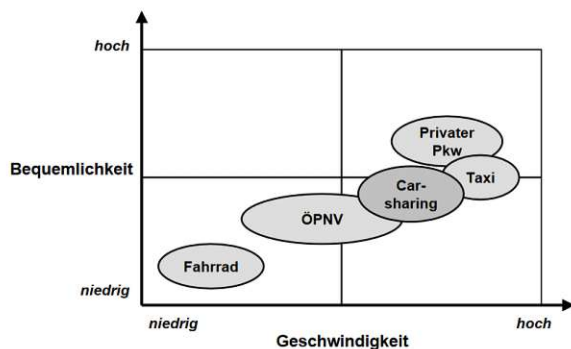 hoch
Privater
Pkw
Bequemlichkeit
Taxi
Car-
sharing
ÖPNV
Fahrrad
niedrig
niedrig
hoch
Geschwindigkeit